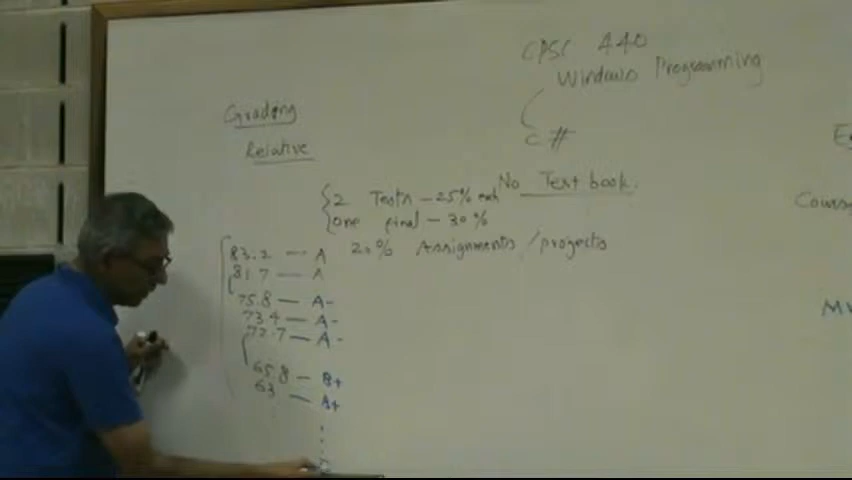 CPSC 440
Windows Programming
C#
Grading
Relative
No Text book.
2 Tests - 25% each
one final - 30%
20% Assignments / projects
83.2 — A
81.7 — A
75.8 — A-
73.4 — A-
72.7 — A-
65.8 — B+
63 — B+
Course